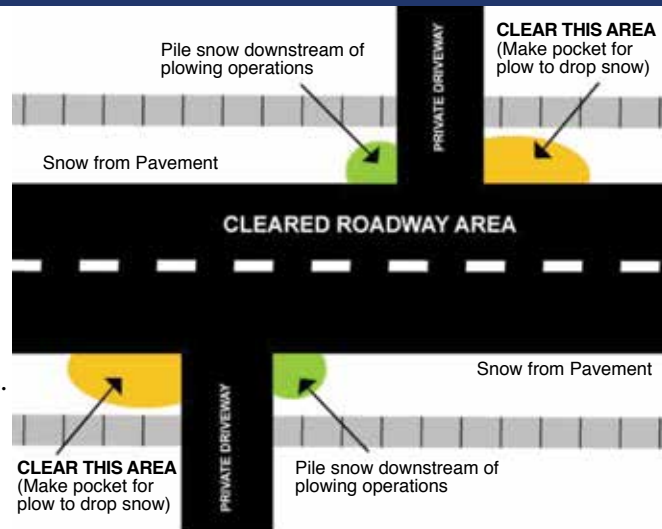 CLEAR THIS AREA
(Make pocket for
plow to drop snow)
Pile snow downstream of
plowing operations
PRIVATE DRIVEWAY
Snow from Pavement
CLEARED ROADWAY AREA
Snow from Pavement
.
PRIVATE DRIVEWAY
CLEAR THIS AREA
(Make pocket for
plow to drop snow)
Pile snow downstream of
plowing operations